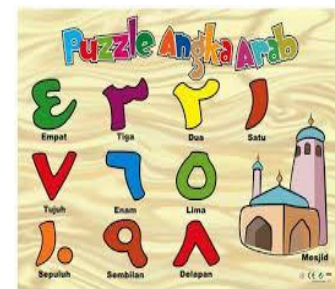 Puzzle Angka Arab
٤ ٣ ٢ ١
Empat Tiga Dua Satu
٧ ٦ ٥
Tujuh Enam Lima
١٠ ٩ ٨
Sepuluh Sembilan Delapan
Mesjid